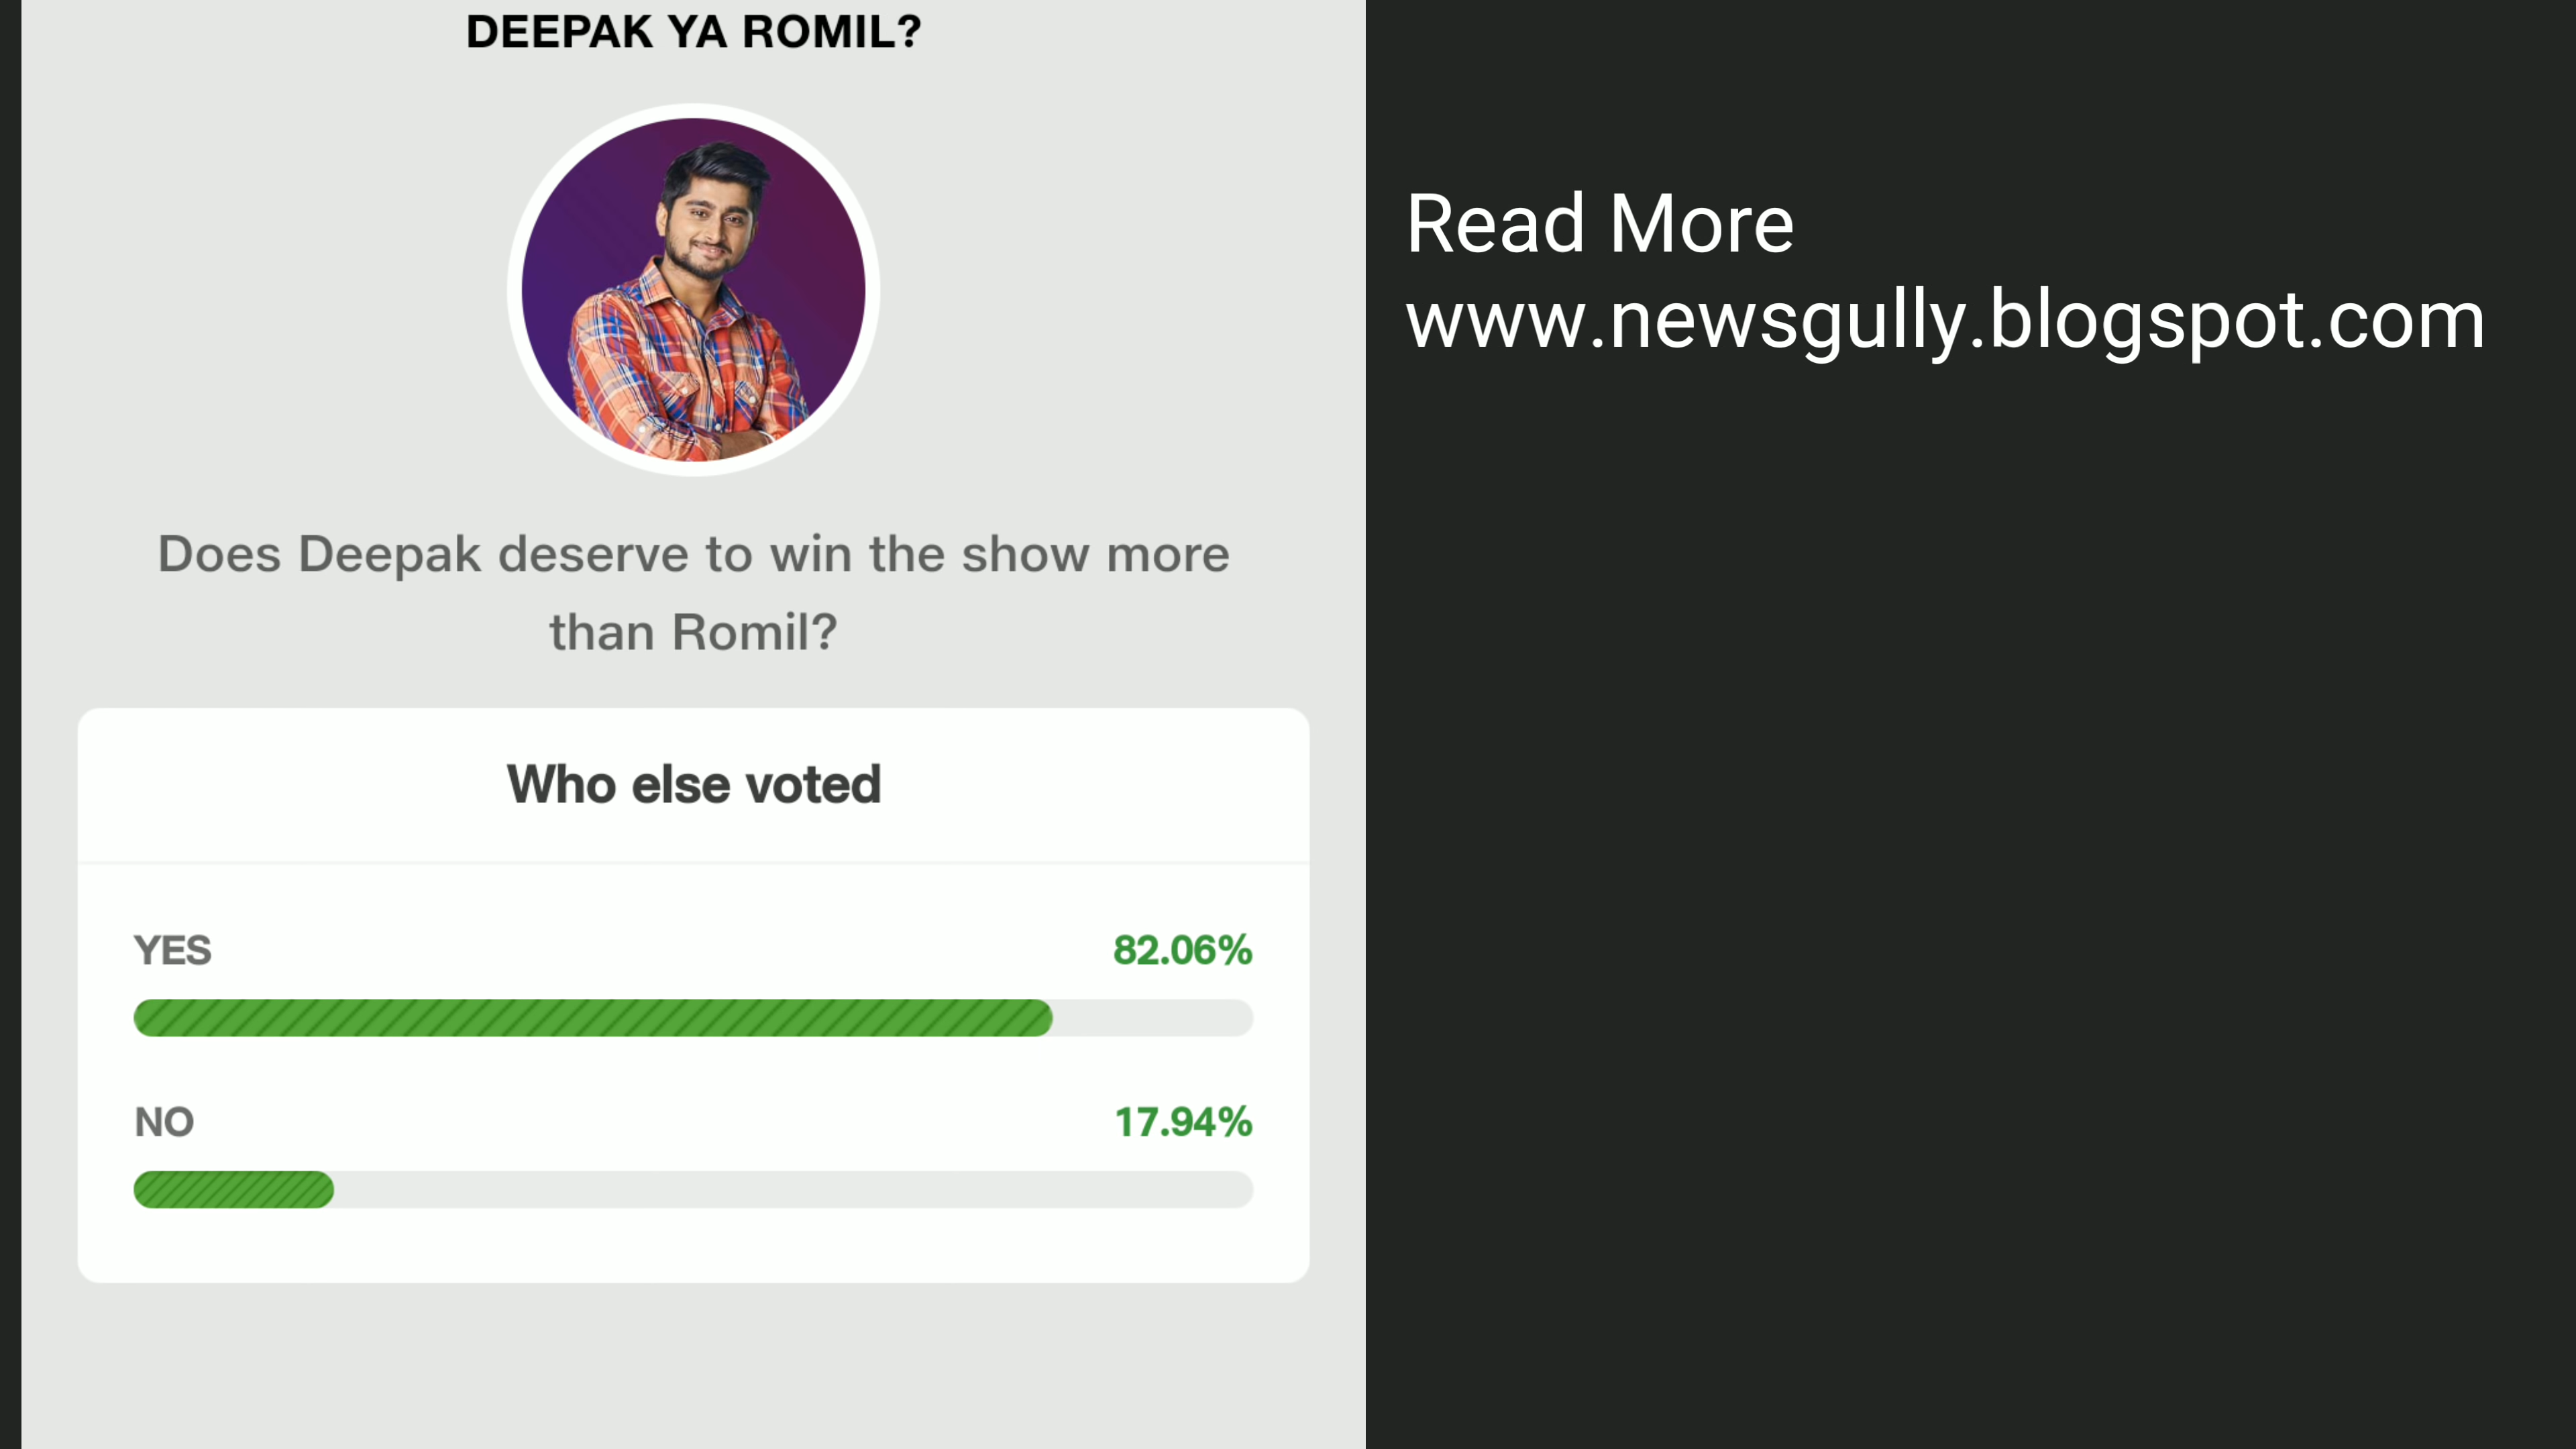 DEEPAK YA ROMIL?
Does Deepak deserve to win the show more
than Romil?
Who else voted
YES 82.06%
NO 17.94%
Read More
www.newsgully.blogspot.com